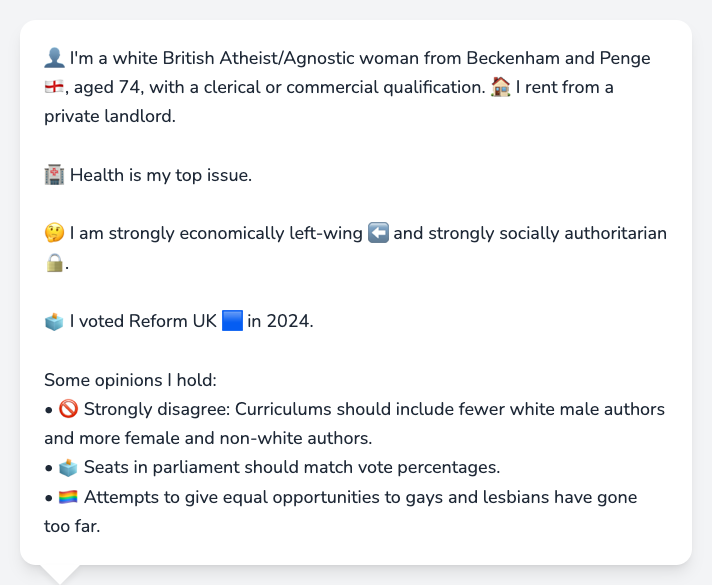 👤 I'm a white British Atheist/Agnostic woman from Beckenham and Penge
🏴󠁧󠁢󠁥󠁮󠁧󠁿, aged 74, with a clerical or commercial qualification. 🏠 I rent from a
private landlord.
🏥 Health is my top issue.
🤔 I am strongly economically left-wing ⬅️ and strongly socially authoritarian
🔒.
🗳️ I voted Reform UK 🟦 in 2024.
Some opinions I hold:
• 🚫 Strongly disagree: Curriculums should include fewer white male authors
and more female and non-white authors.
• 🗳️ Seats in parliament should match vote percentages.
• 🏳️‍🌈 Attempts to give equal opportunities to gays and lesbians have gone
too far.